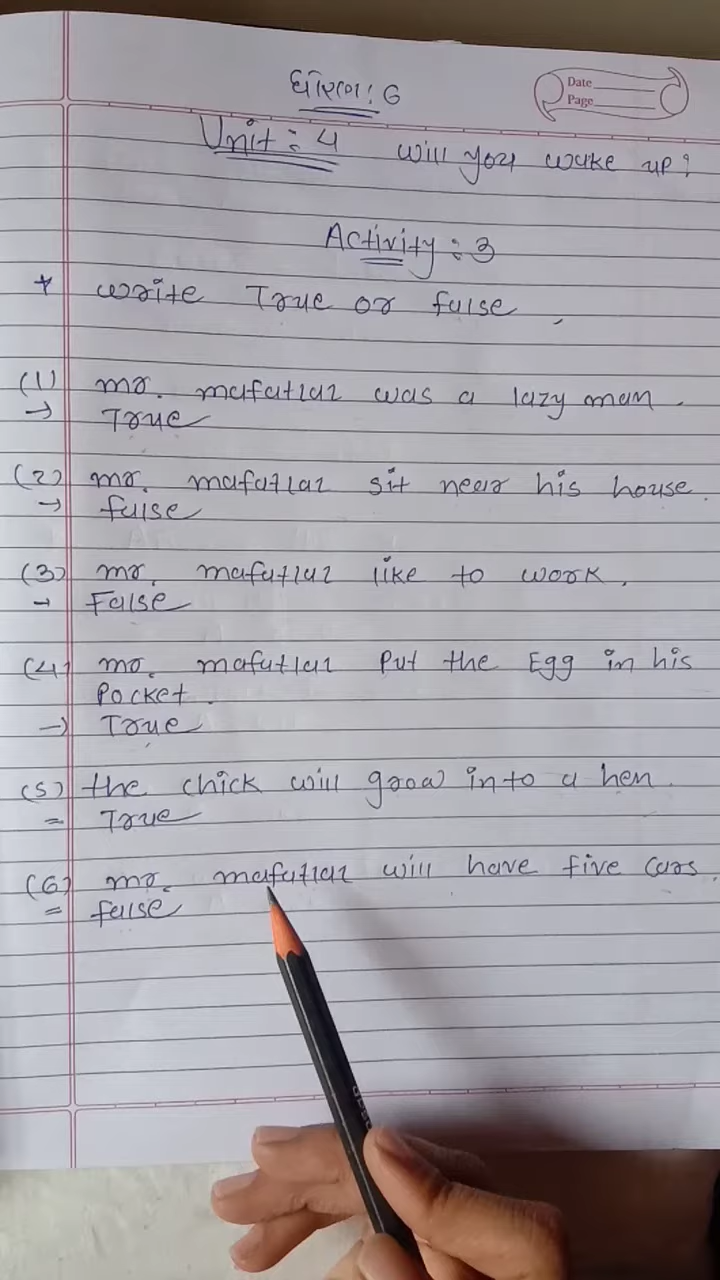 ધોરણ: 6
Date
Page
Unit: 4 will you wake up?
Activity: 3
* write True or false,
(1) mr. mafatlal was a lazy man.
→ True
(2) mr. mafatlal sit near his house.
→ false
(3) mr. mafatlal like to work.
→ False
(4) mr. mafatlal Put the Egg in his
Pocket.
→ True
(5) the chick will grow into a hen.
= True
(6) mr. mafatlal will have five cars.
= false